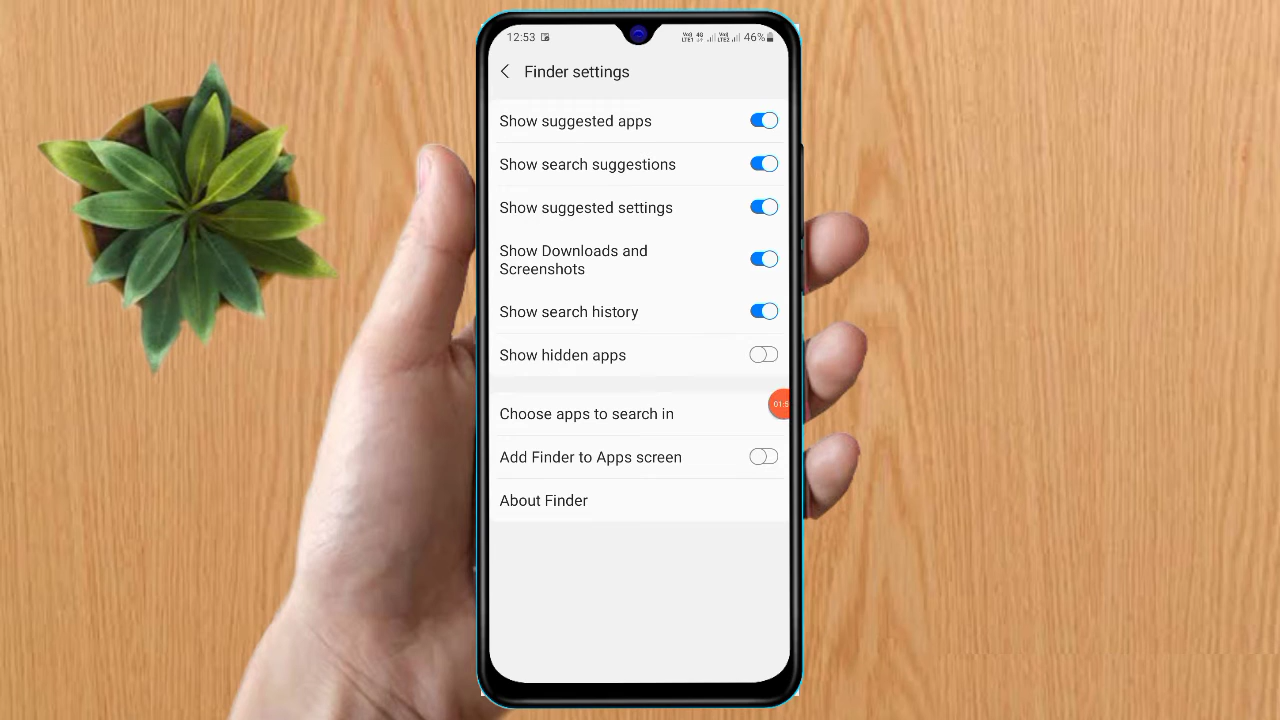 12:53 46%
Finder settings
Show suggested apps
Show search suggestions
Show suggested settings
Show Downloads and
Screenshots
Show search history
Show hidden apps
Choose apps to search in
Add Finder to Apps screen
About Finder